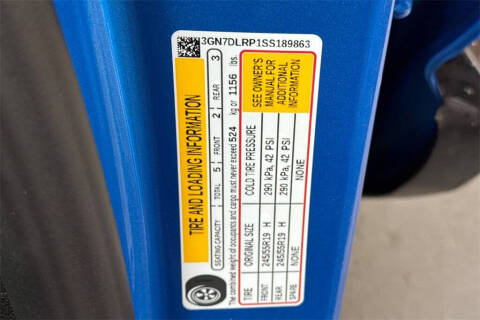 3GN7DLRP1SS189863
TIRE AND LOADING INFORMATION
SEATING CAPACITY TOTAL 5 FRONT 2 REAR 3
The combined weight of occupants and cargo must never exceed 524 kg or 1156 lbs.
TIRE ORIGINAL SIZE COLD TIRE PRESSURE
FRONT 245/55R19 H 290 kPa, 42 PSI
REAR 245/55R19 H 290 kPa, 42 PSI
SPARE NONE NONE
SEE OWNER'S
MANUAL FOR
ADDITIONAL
INFORMATION